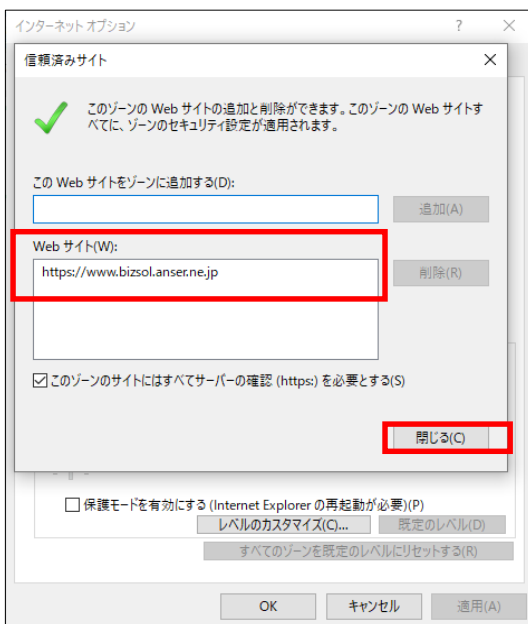 インターネット オプション ? ×
信頼済みサイト ×
このゾーンの Web サイトの追加と削除ができます。このゾーンの Web サイトす
べてに、ゾーンのセキュリティ設定が適用されます。
この Web サイトをゾーンに追加する(D):
追加(A)
Web サイト(W):
https://www.bizsol.anser.ne.jp
削除(R)
このゾーンのサイトにはすべてサーバーの確認 (https:) を必要とする(S)
閉じる(C)
保護モードを有効にする (Internet Explorer の再起動が必要)(P)
レベルのカスタマイズ(C)... 既定のレベル(D)
すべてのゾーンを既定のレベルにリセットする(R)
OK キャンセル 適用(A)